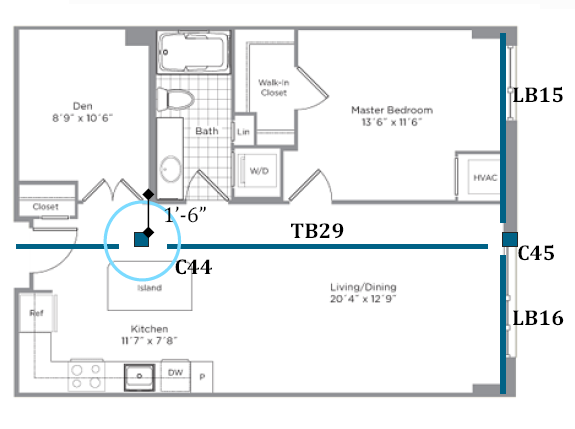 LB15
Walk-In
Closet
Den
8´9" × 10´6"
Master Bedroom
13´6" × 11´6"
Bath
Lin
W/D
HVAC
Closet
1’-6”
TB29
C45
C44
Island
Living/Dining
20´4" × 12´9"
Ref
LB16
Kitchen
11´7" × 7´8"
DW
P